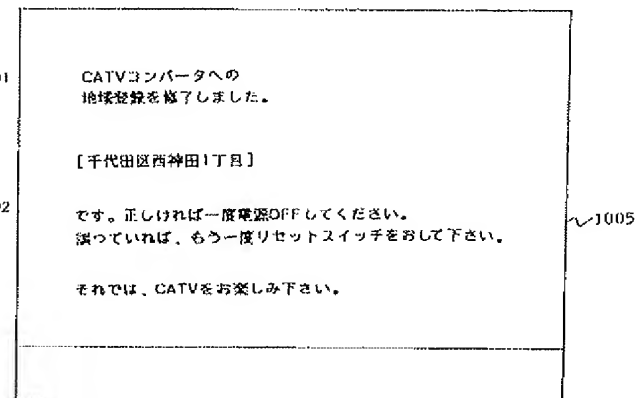 CATVコンバータへの
地域登録を修了しました。
[千代田区西神田1丁目]
です。正しければ一度電源OFFしてください。
誤っていれば、もう一度リセットスイッチをおして下さい。
1005
それでは、CATVをお楽しみ下さい。